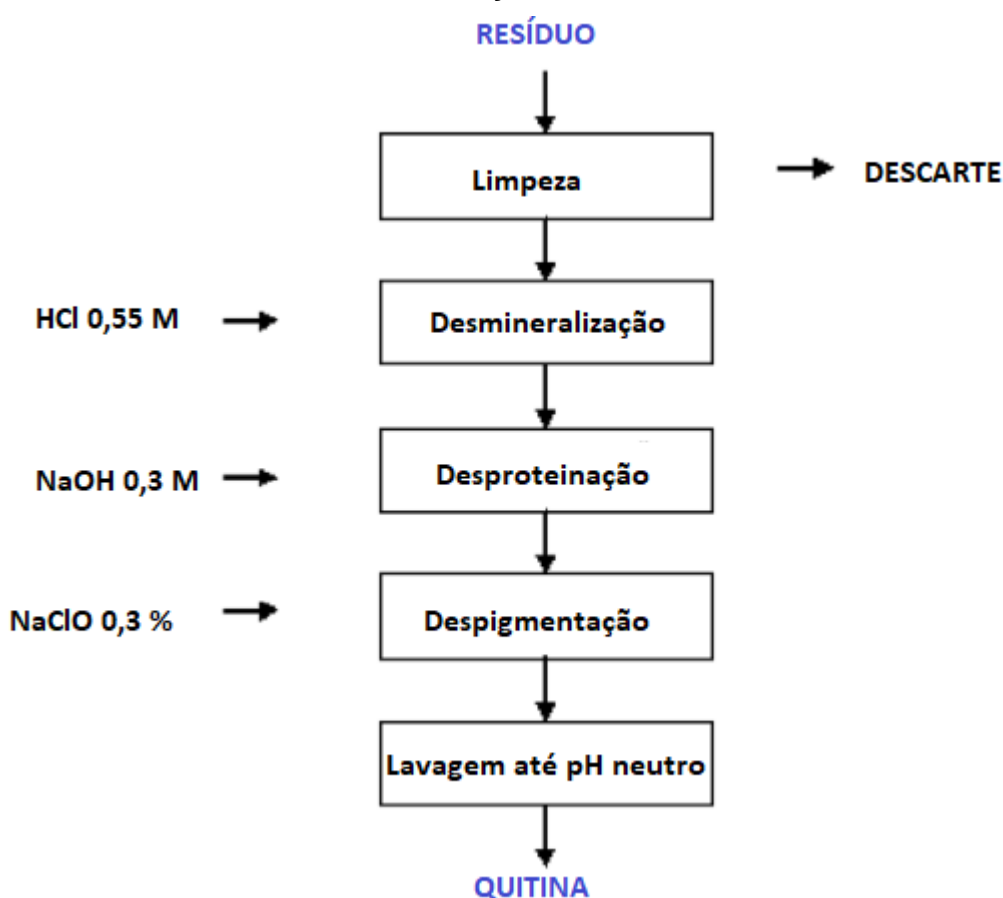 RESÍDUO
Limpeza
DESCARTE
HCl 0,55 M
Desmineralização
NaOH 0,3 M
Desproteinação
NaClO 0,3 %
Despigmentação
Lavagem até pH neutro
QUITINA